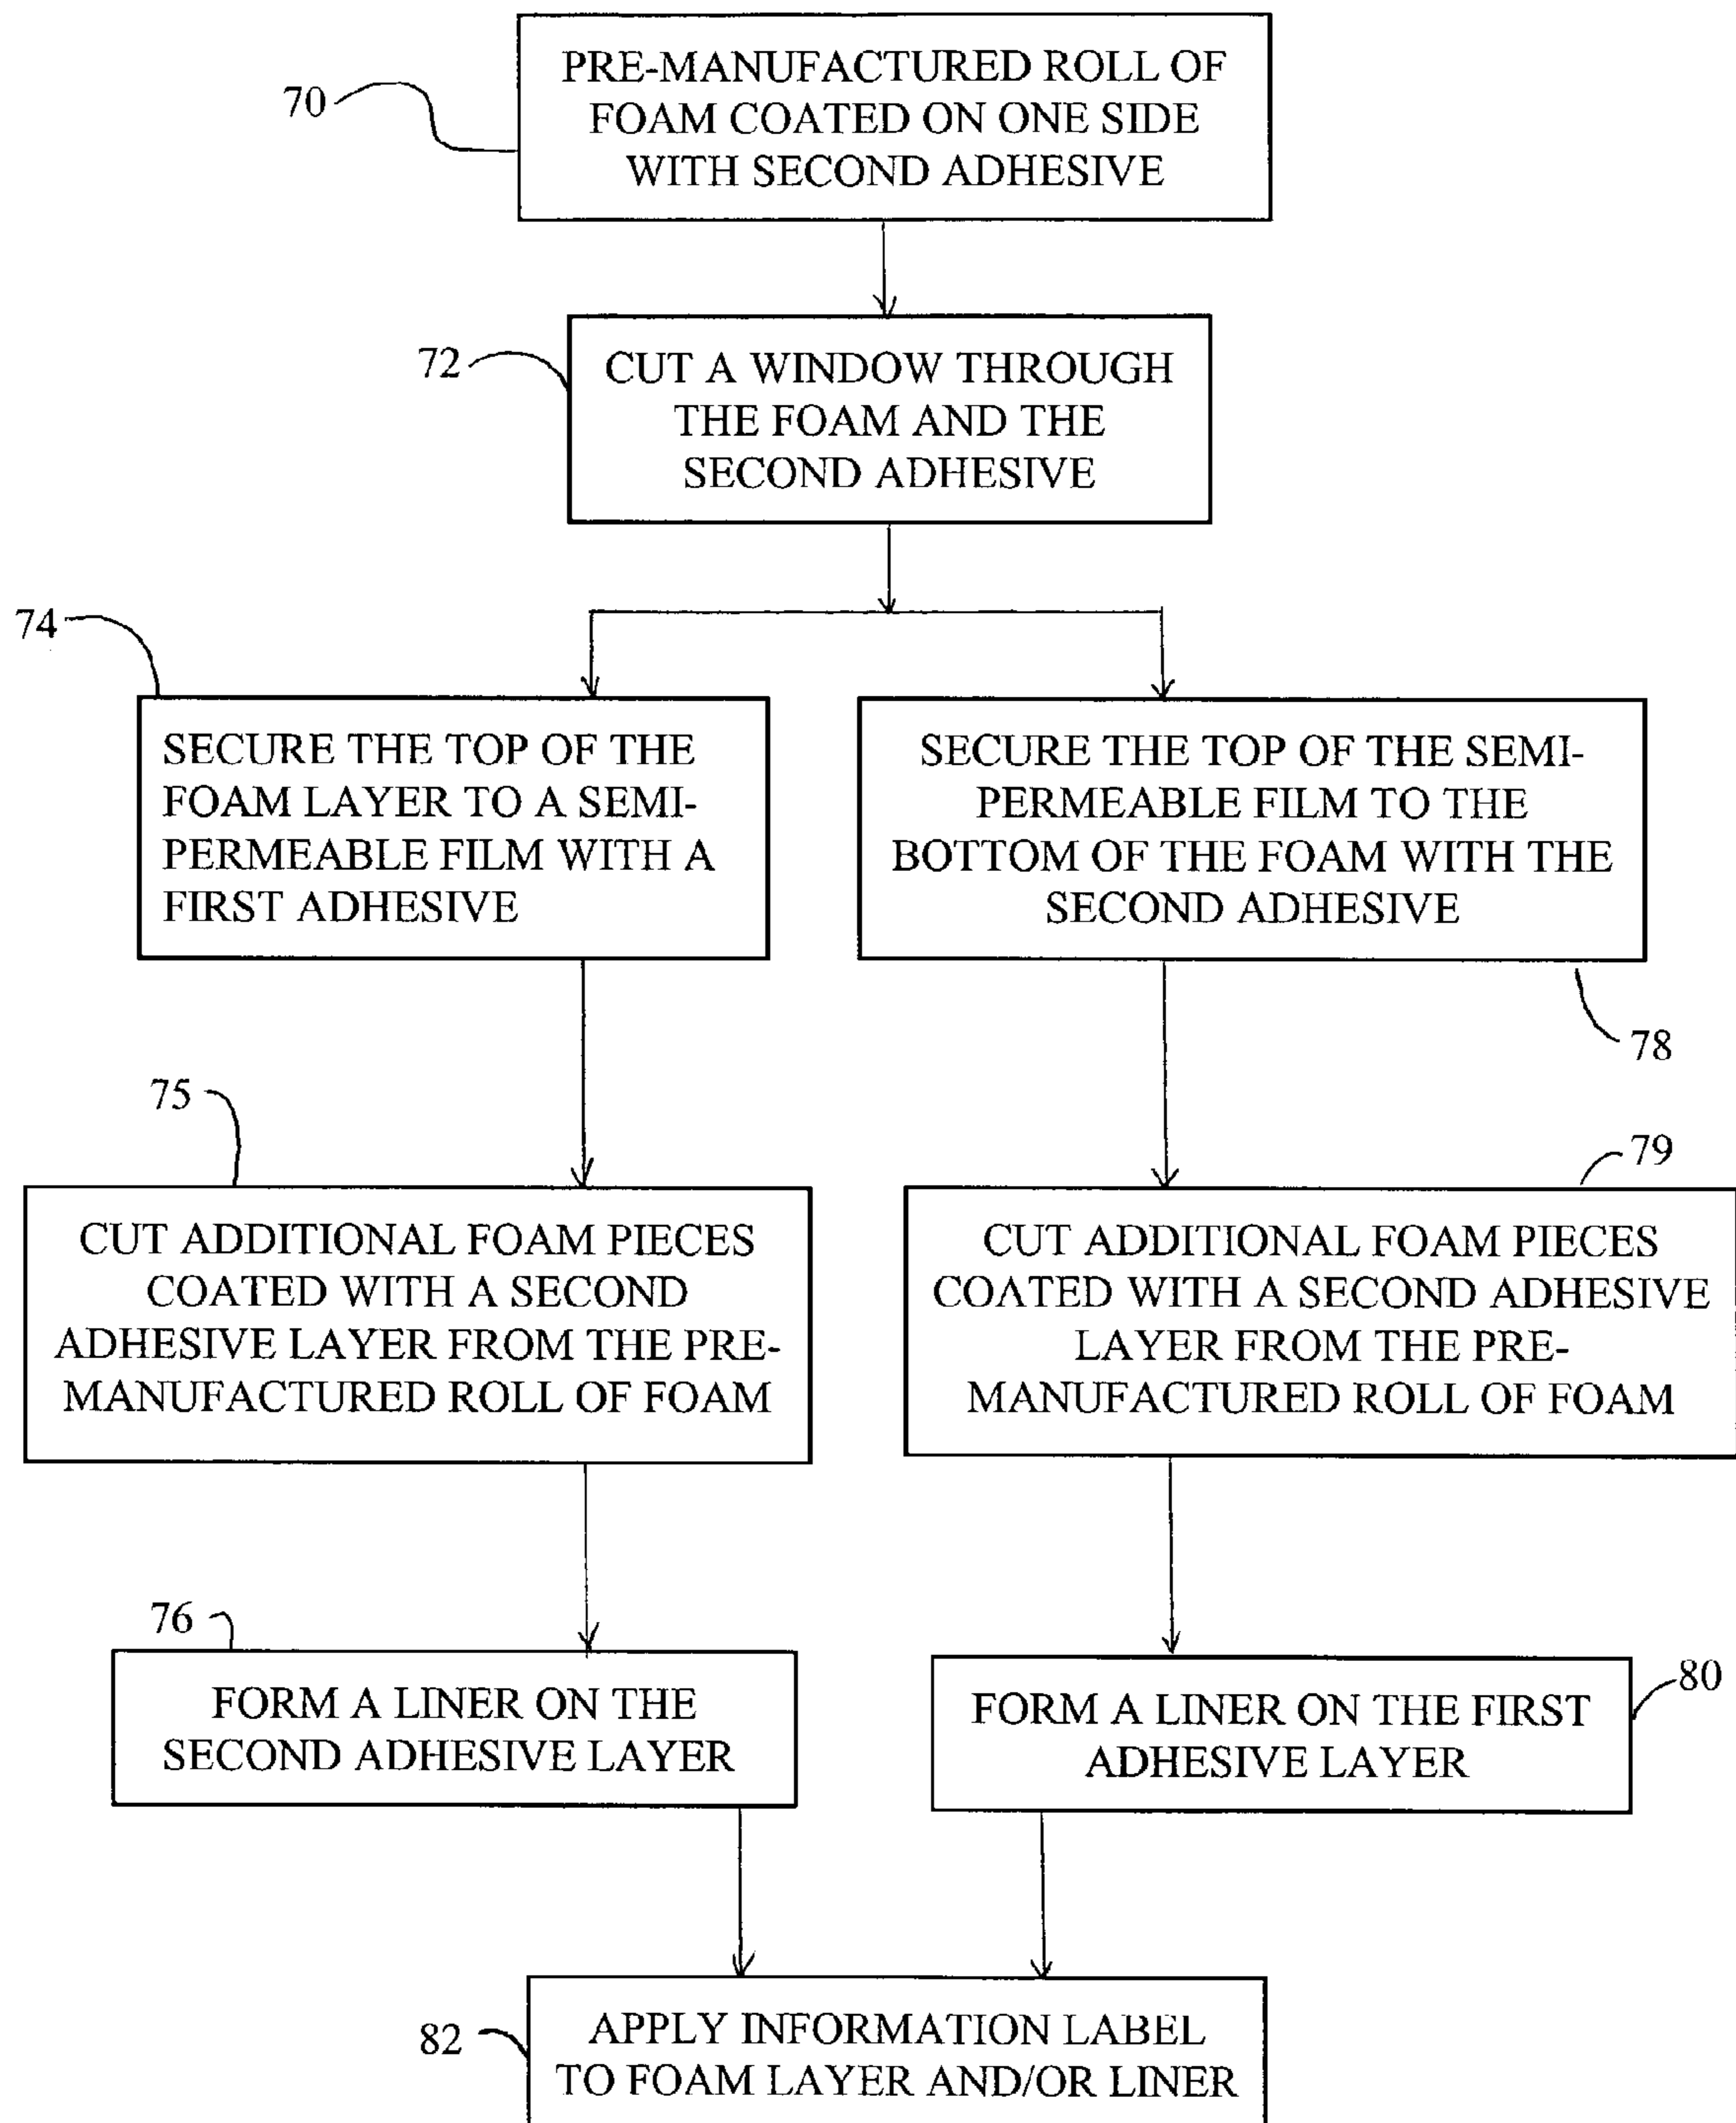 70
PRE-MANUFACTURED ROLL OF
FOAM COATED ON ONE SIDE
WITH SECOND ADHESIVE
72
CUT A WINDOW THROUGH
THE FOAM AND THE
SECOND ADHESIVE
74
SECURE THE TOP OF THE
FOAM LAYER TO A SEMI-
PERMEABLE FILM WITH A
FIRST ADHESIVE
SECURE THE TOP OF THE SEMI-
PERMEABLE FILM TO THE
BOTTOM OF THE FOAM WITH THE
SECOND ADHESIVE
78
75
CUT ADDITIONAL FOAM PIECES
COATED WITH A SECOND
ADHESIVE LAYER FROM THE PRE-
MANUFACTURED ROLL OF FOAM
79
CUT ADDITIONAL FOAM PIECES
COATED WITH A SECOND ADHESIVE
LAYER FROM THE PRE-
MANUFACTURED ROLL OF FOAM
76
FORM A LINER ON THE
SECOND ADHESIVE LAYER
80
FORM A LINER ON THE FIRST
ADHESIVE LAYER
82
APPLY INFORMATION LABEL
TO FOAM LAYER AND/OR LINER